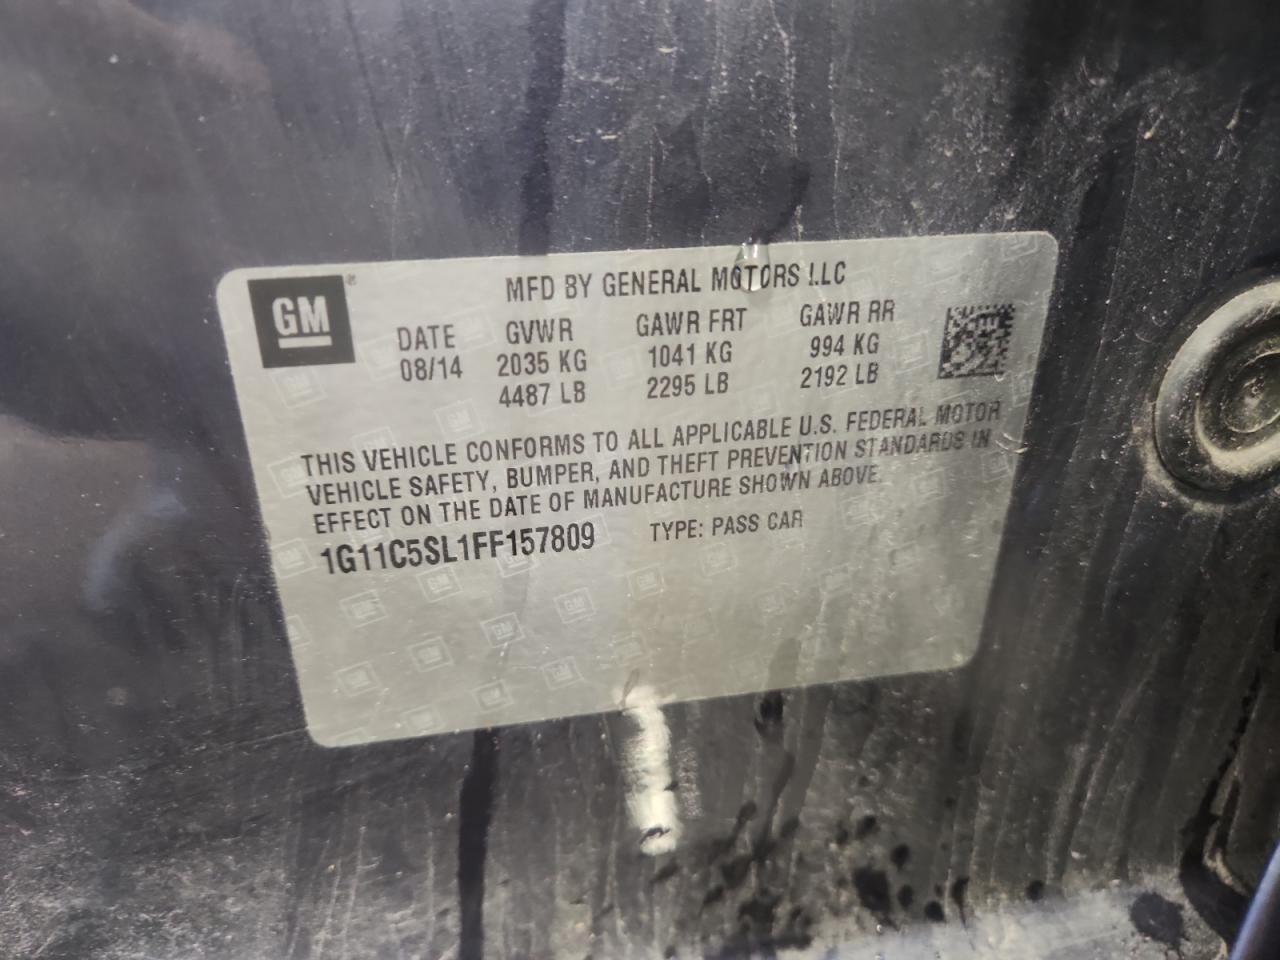 GM
MFD BY GENERAL MOTORS LLC
DATE GVWR GAWR FRT GAWR RR
08/14 2035 KG 1041 KG 994 KG
4487 LB 2295 LB 2192 LB
THIS VEHICLE CONFORMS TO ALL APPLICABLE U.S. FEDERAL MOTOR
VEHICLE SAFETY, BUMPER, AND THEFT PREVENTION STANDARDS IN
EFFECT ON THE DATE OF MANUFACTURE SHOWN ABOVE.
1G11C5SL1FF157809 TYPE: PASS CAR